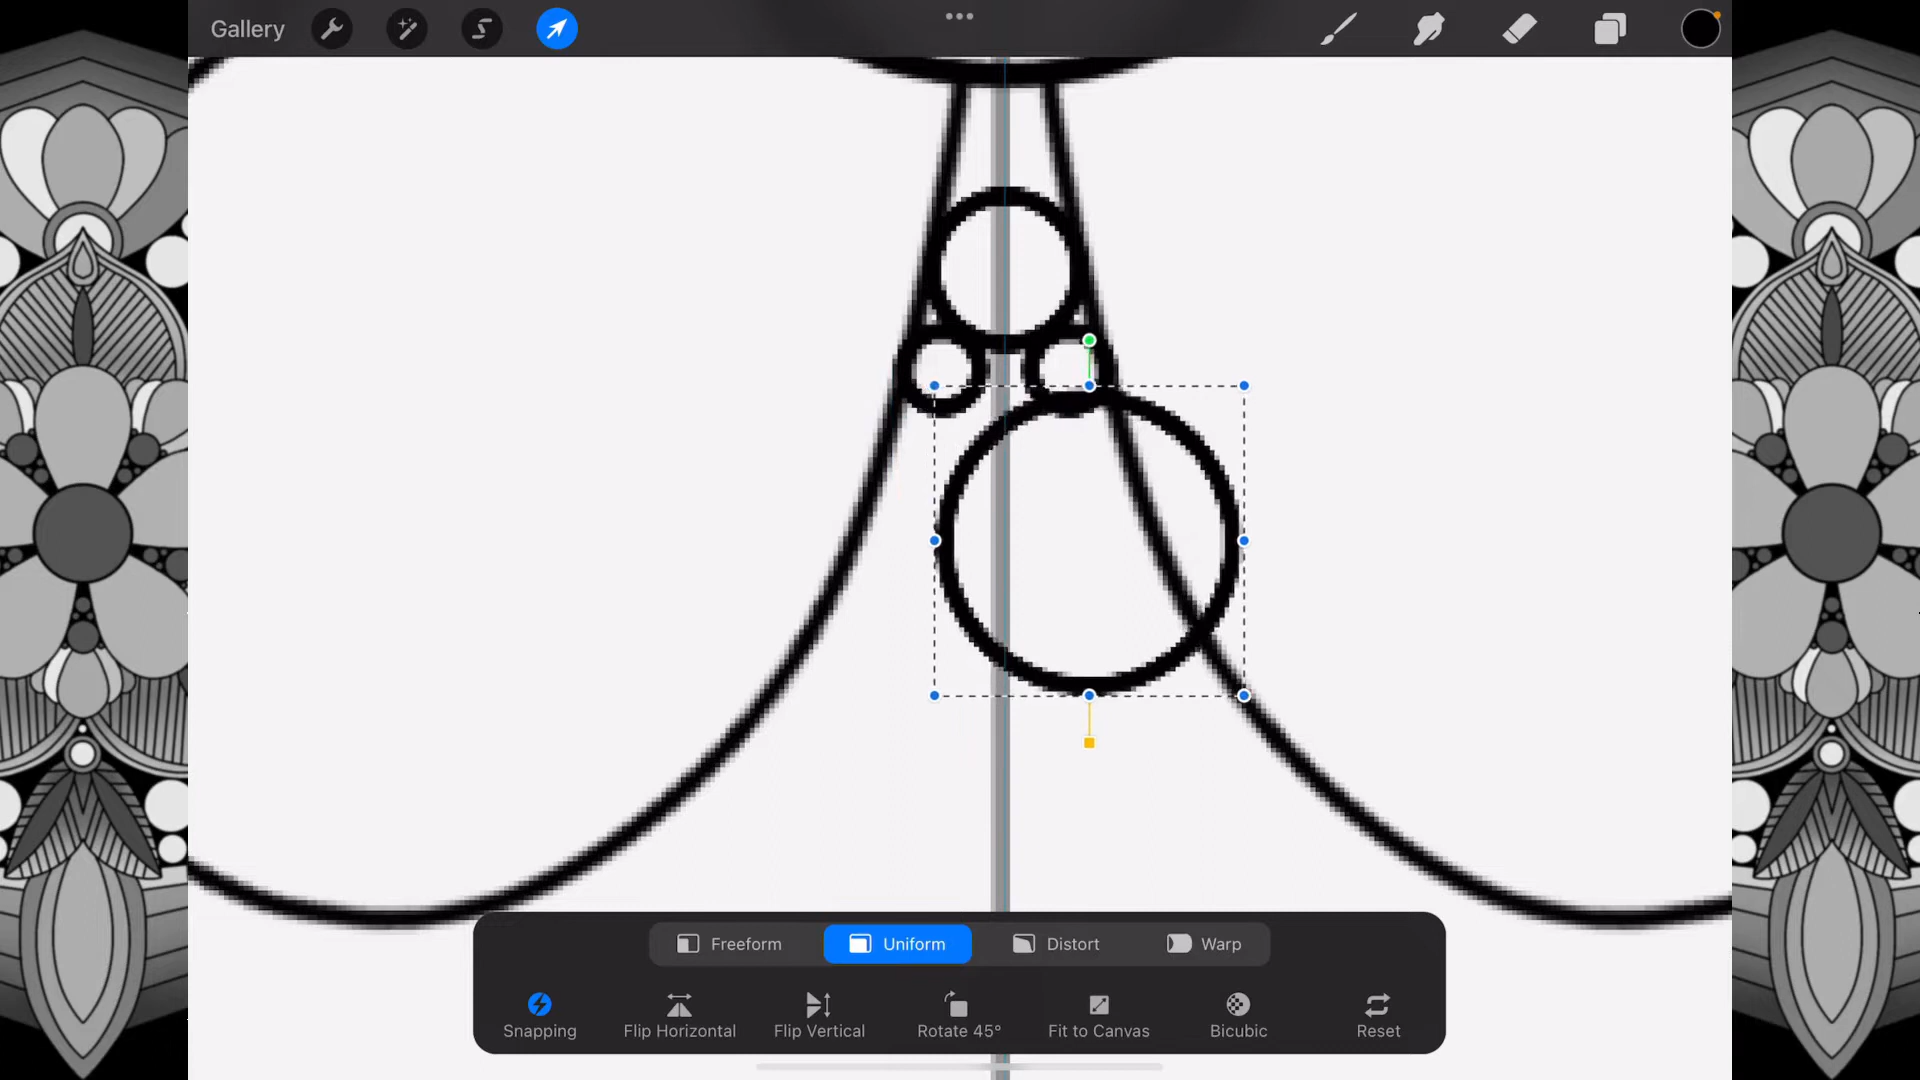 Gallery
Freeform Uniform Distort Warp
Snapping Flip Horizontal Flip Vertical Rotate 45° Fit to Canvas Bicubic Reset